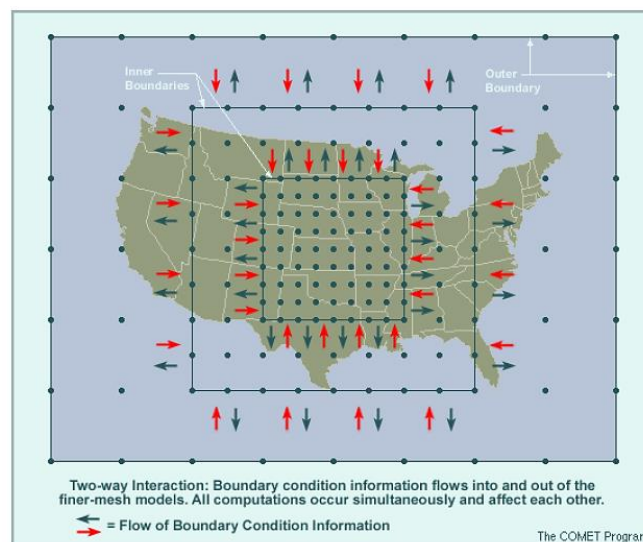 Inner
Boundaries
Outer
Boundary
Two-way Interaction: Boundary condition information flows into and out of the
finer-mesh models. All computations occur simultaneously and affect each other.
= Flow of Boundary Condition Information
The COMET Program